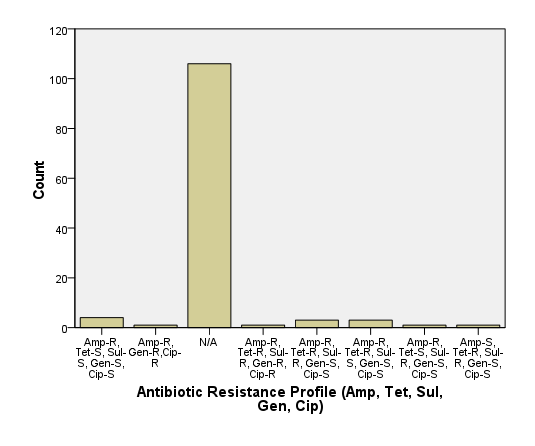 120
100
80
60
40
20
0
Count
Amp-R,
Tet-S, Sul-
S, Gen-S,
Cip-S
Amp-R,
Gen-R,Cip-
R
N/A
Amp-R,
Tet-R, Sul-
R, Gen-R,
Cip-R
Amp-R,
Tet-R, Sul-
R, Gen-S,
Cip-S
Amp-R,
Tet-R, Sul-
S, Gen-S,
Cip-S
Amp-R,
Tet-S, Sul-
R, Gen-S,
Cip-S
Amp-S,
Tet-R, Sul-
R, Gen-S,
Cip-S
Antibiotic Resistance Profile (Amp, Tet, Sul,
Gen, Cip)